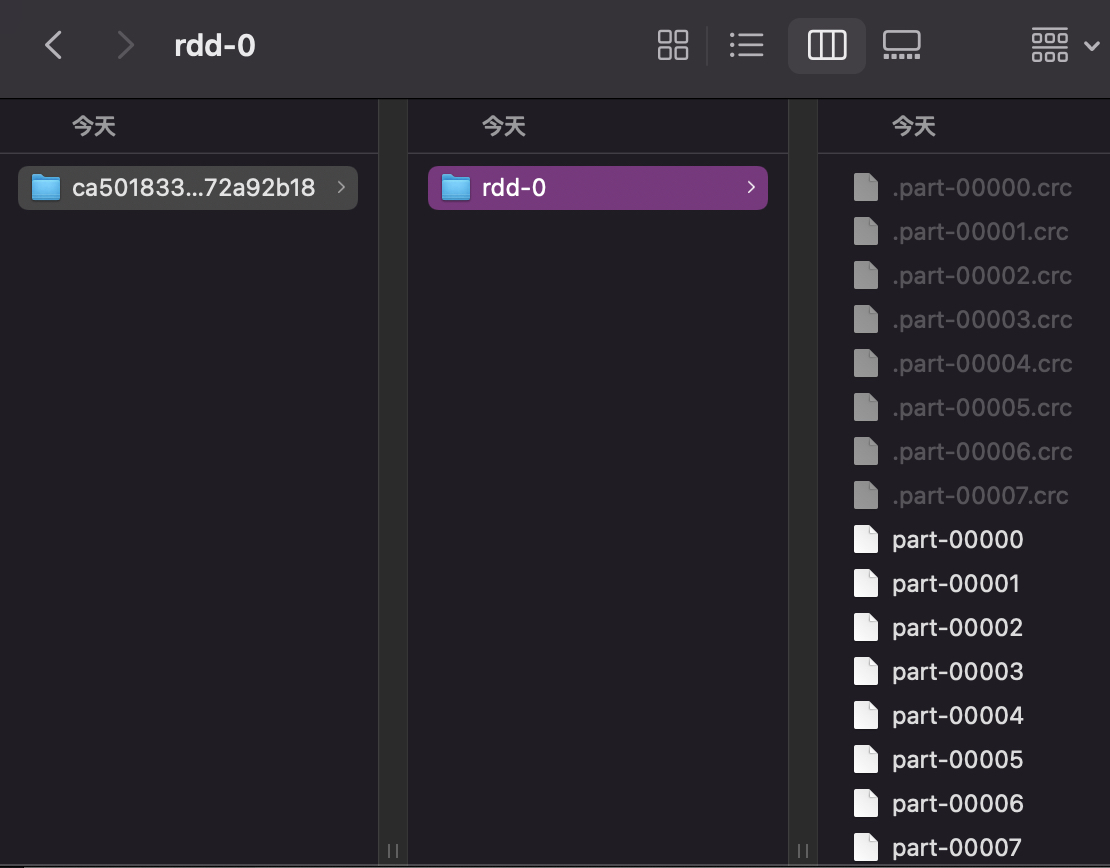 rdd-0
今天
ca501833...72a92b18
今天
rdd-0
今天
.part-00000.crc
.part-00001.crc
.part-00002.crc
.part-00003.crc
.part-00004.crc
.part-00005.crc
.part-00006.crc
.part-00007.crc
part-00000
part-00001
part-00002
part-00003
part-00004
part-00005
part-00006
part-00007